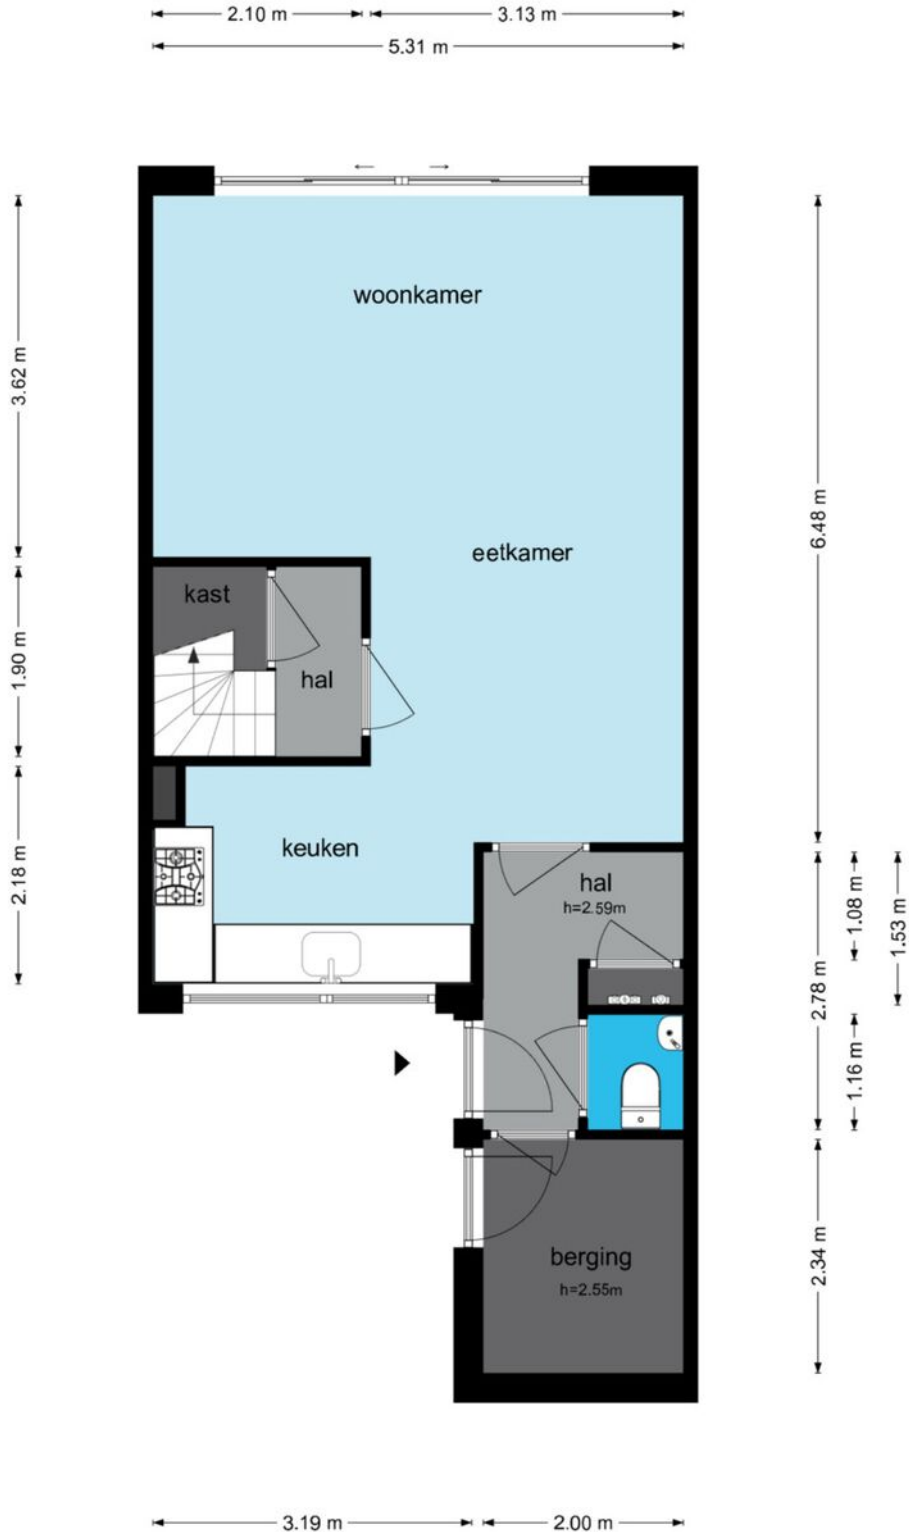 2.10 m
3.13 m
5.31 m
woonkamer
3.62 m
6.48 m
eetkamer
kast
1.90 m
hal
keuken
2.18 m
hal
h=2.59m
1.08 m
1.53 m
2.78 m
1.16 m
berging
h=2.55m
2.34 m
3.19 m
2.00 m